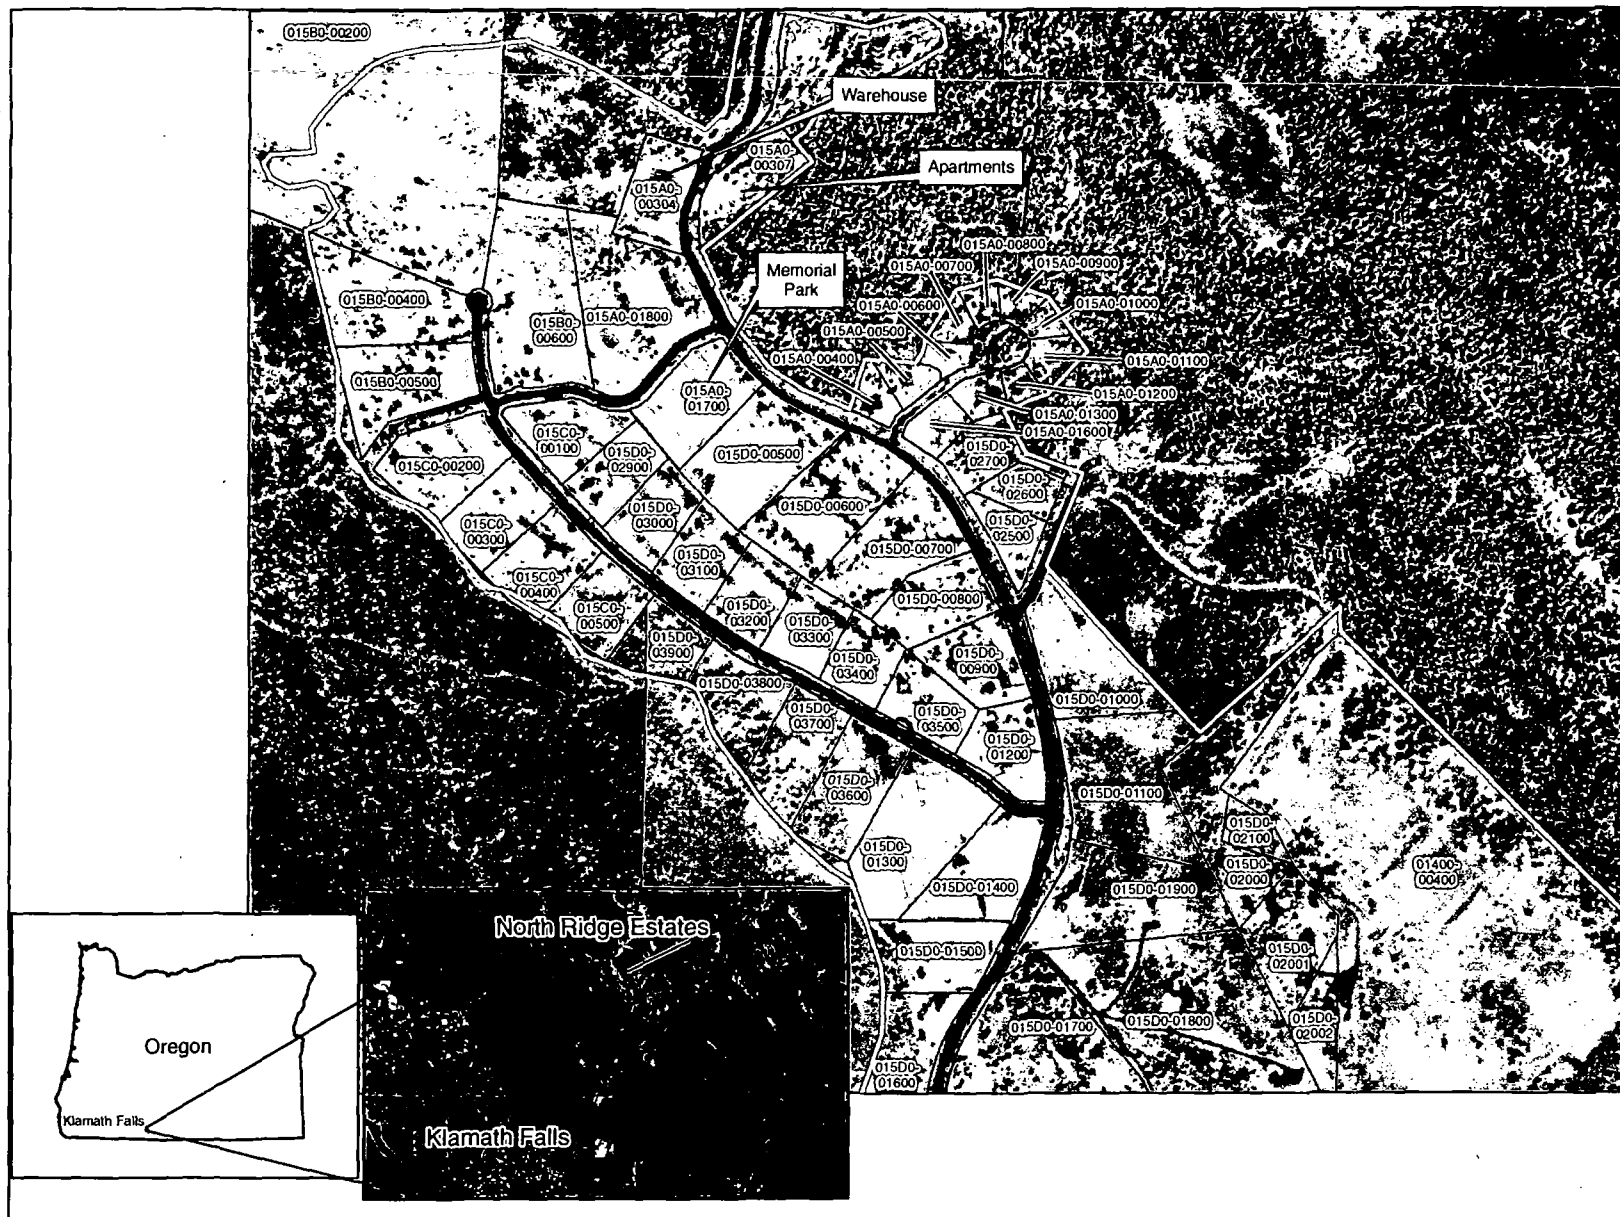 015B0-00200
Warehouse
015A0-
00307
Apartments
015A0-
00304
015A0-00800
Memorial
Park
015A0-00700
015A0-00900
015B0-00400
015A0-00600
015A0-01000
015B0-
00600
015A0-01800
015A0-00500
015A0-00400
015A0-01100
015B0-00500
015A0-
01700
015A0-01200
015A0-01300
015A0-01600
015C0-
00100
015D0-
02900
015D0-00500
015D0-
02700
015C0-00200
015D0-
02600
015D0-00600
015D0-
03000
015C0-
00300
015D0-
02500
015D0-00700
015D0-
03100
015C0-
00400
015D0-00800
015C0-
00500
015D0-
03200
015D0-
03300
015D0-
03900
015D0-
03400
015D0-
00900
015D0-03800
015D0-01000
015D0-
03700
015D0-
03500
015D0-
01200
015D0-
03600
015D0-01100
015D0-
02100
015D0-
01300
015D0-
02000
01400-
00400
015D0-01400
015D0-01900
015D0-01500
015D0-
02001
015D0-01700
015D0-01800
015D0-
02002
015D0-
01600
North Ridge Estates
Klamath Falls
Oregon
Klamath Falls